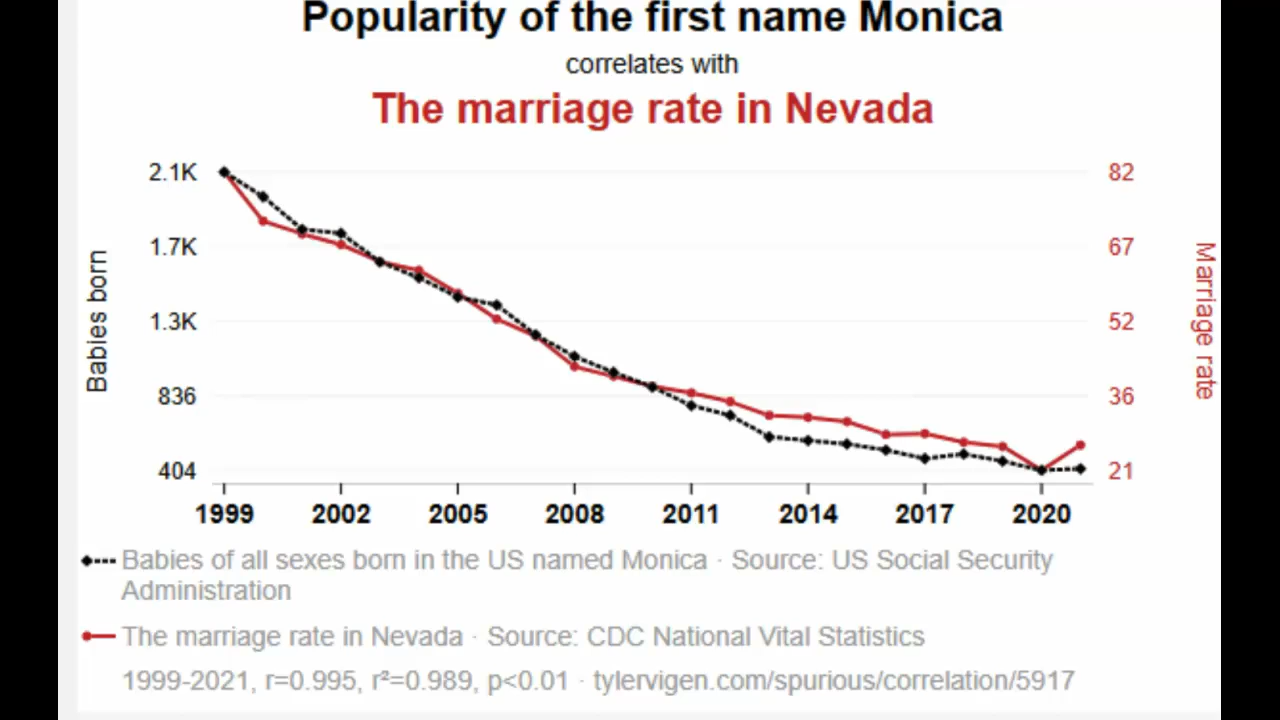 Popularity of the first name Monica
correlates with
The marriage rate in Nevada
2.1K
1.7K
1.3K
836
404
Babies born
82
67
52
36
21
Marriage rate
1999 2002 2005 2008 2011 2014 2017 2020
Babies of all sexes born in the US named Monica · Source: US Social Security
Administration
The marriage rate in Nevada · Source: CDC National Vital Statistics
1999-2021, r=0.995, r²=0.989, p<0.01 · tylervigen.com/spurious/correlation/5917